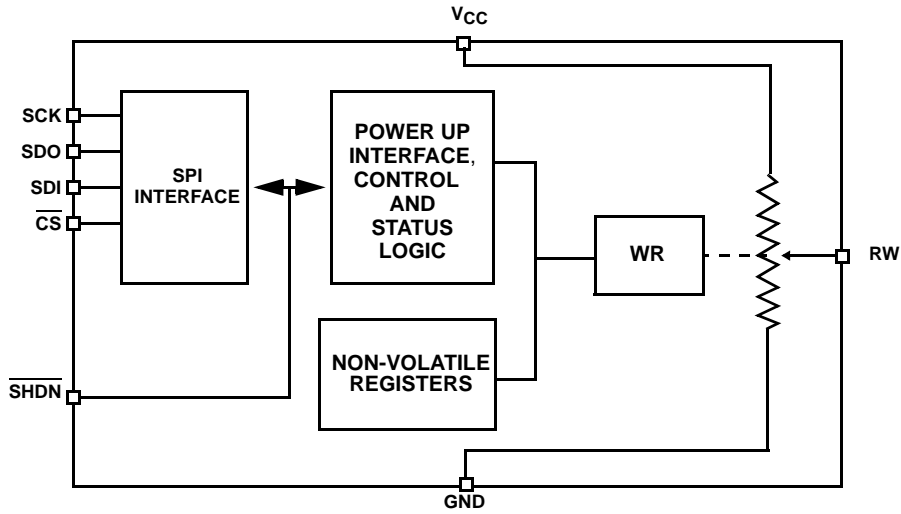 VCC
SCK
SDO
SDI
CS
SHDN
SPI
INTERFACE
POWER UP
INTERFACE,
CONTROL
AND
STATUS
LOGIC
NON-VOLATILE
REGISTERS
WR
RW
GND